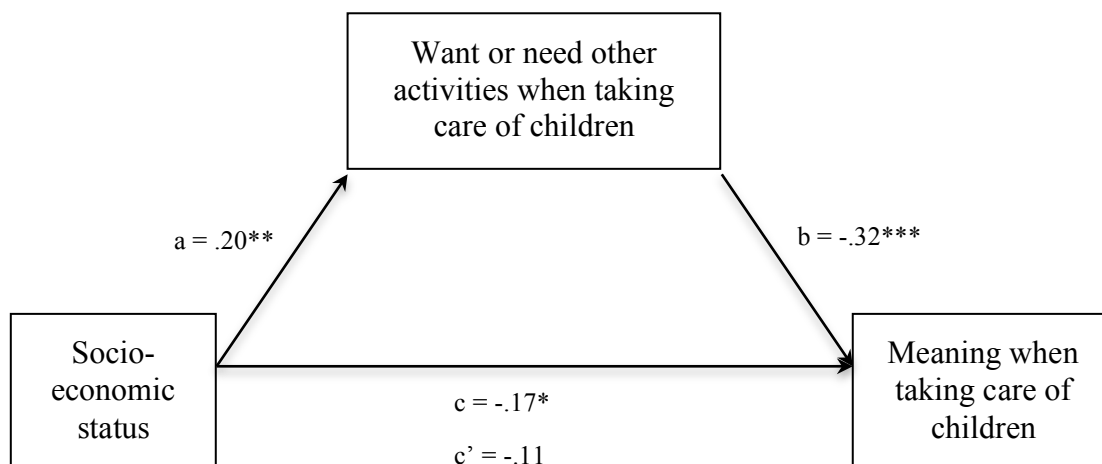 Want or need other
activities when taking
care of children
a = .20**
b = -.32***
Socio-
economic
status
c = -.17*
c’ = -.11
Meaning when
taking care of
children